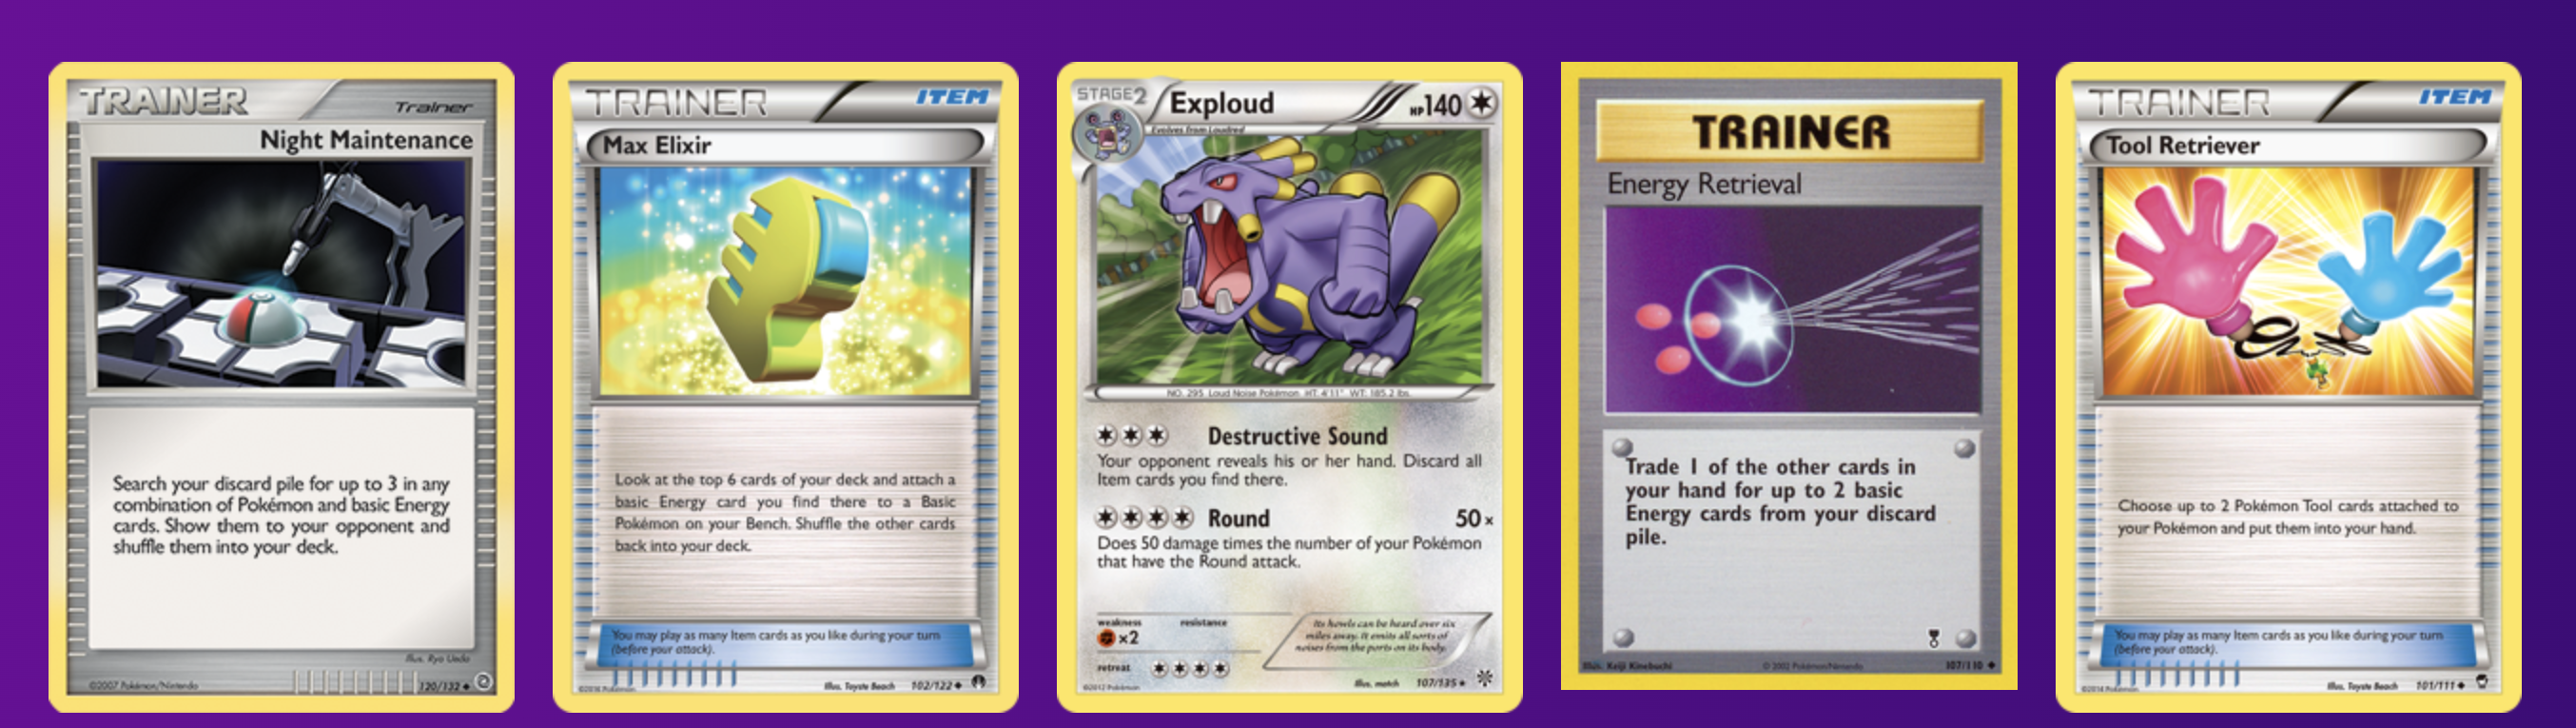 TRAINER
Trainer
Night Maintenance
Search your discard pile for up to 3 in any
combination of Pokémon and basic Energy
cards. Show them to your opponent and
shuffle them into your deck.
Illus. Ryo Ueda
©2007 Pokémon/Nintendo
120/132
TRAINER
ITEM
Max Elixir
Look at the top 6 cards of your deck and attach a
basic Energy card you find there to a Basic
Pokémon on your Bench. Shuffle the other cards
back into your deck.
You may play as many Item cards as you like during your turn
(before your attack).
Illus. Toyste Beach
102/122
©2016 Pokémon
STAGE2
Exploud
HP140
Evolves from Loudred
NO. 295 Loud Noise Pokémon HT: 4'11" WT: 185.2 lbs.
Destructive Sound
Your opponent reveals his or her hand. Discard all
Item cards you find there.
Round
50×
Does 50 damage times the number of your Pokémon
that have the Round attack.
weakness
resistance
×2
retreat
Its howls can be heard over six
miles away. It emits all sorts of
noises from the ports on its body.
Illus. match
107/135
©2012 Pokémon
TRAINER
Energy Retrieval
Trade 1 of the other cards in
your hand for up to 2 basic
Energy cards from your discard
pile.
Illus. Keiji Kinebuchi
© 2002 Pokémon/Nintendo
107/110
TRAINER
ITEM
Tool Retriever
Choose up to 2 Pokémon Tool cards attached to
your Pokémon and put them into your hand.
You may play as many Item cards as you like during your turn
(before your attack).
Illus. Toyste Beach
101/111
©2014 Pokémon